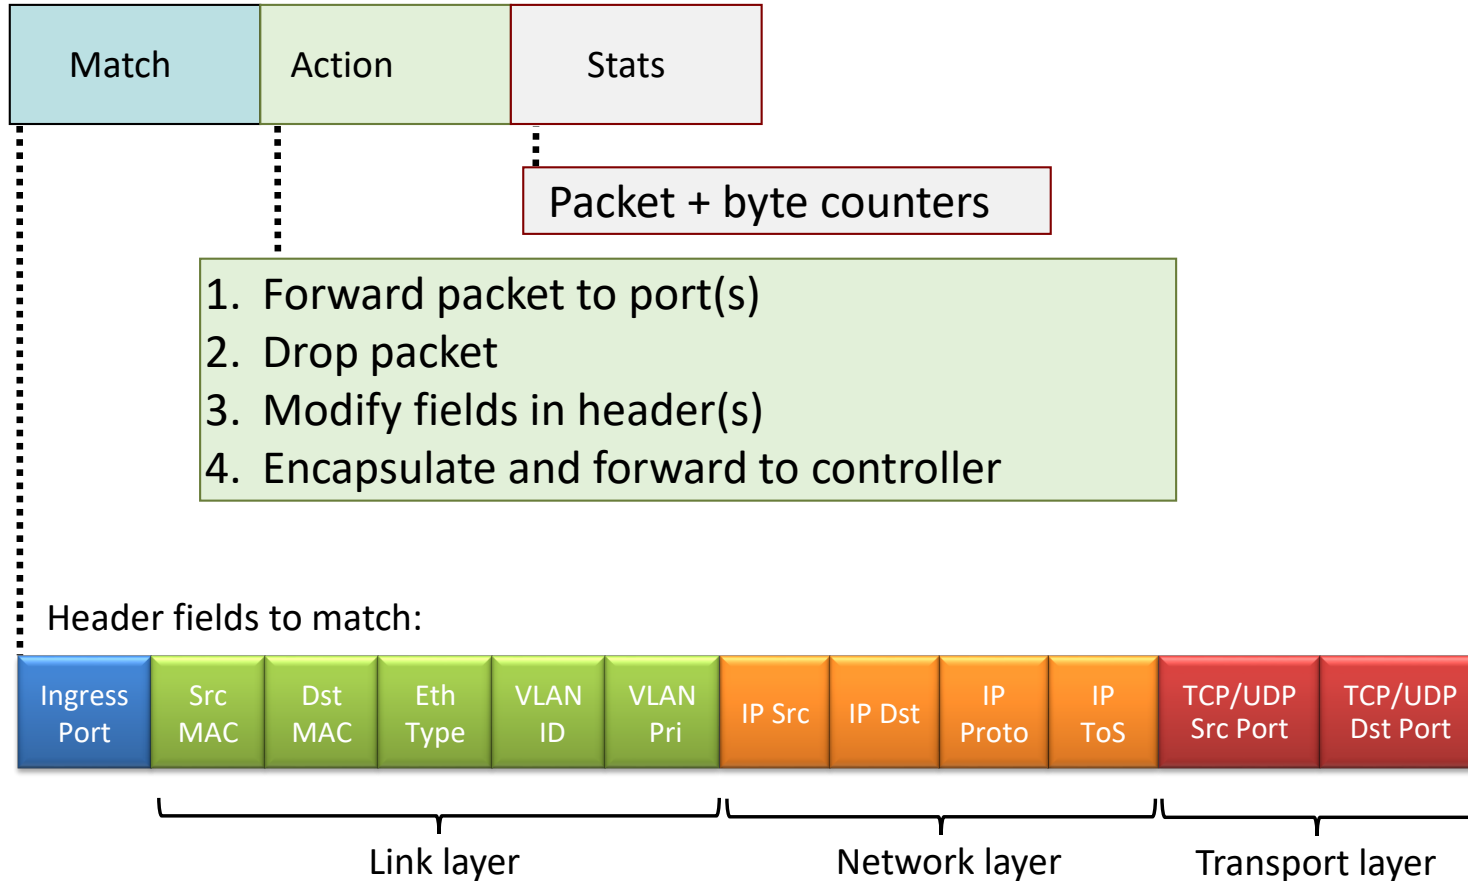 Match Action Stats
Packet + byte counters
1. Forward packet to port(s)
2. Drop packet
3. Modify fields in header(s)
4. Encapsulate and forward to controller
Header fields to match:
Ingress
Port
Src
MAC
Dst
MAC
Eth
Type
VLAN
ID
VLAN
Pri
IP Src
IP Dst
IP
Proto
IP
ToS
TCP/UDP
Src Port
TCP/UDP
Dst Port
Link layer
Network layer
Transport layer